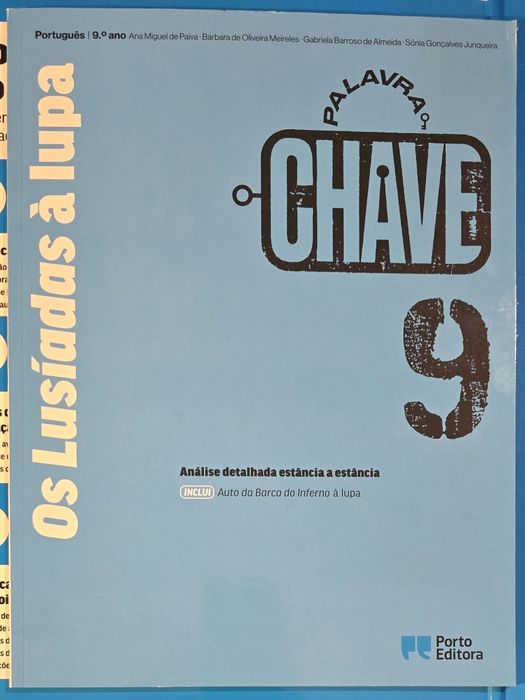 Português | 9.º ano Ana Miguel de Paiva · Bárbara de Oliveira Meireles · Gabriela Barroso de Almeida · Sónia Gonçalves Junqueira
Os Lusíadas à lupa
PALAVRA
CHAVE
9
Análise detalhada estância a estância
INCLUI Auto da Barca do Inferno à lupa
Porto
Editora